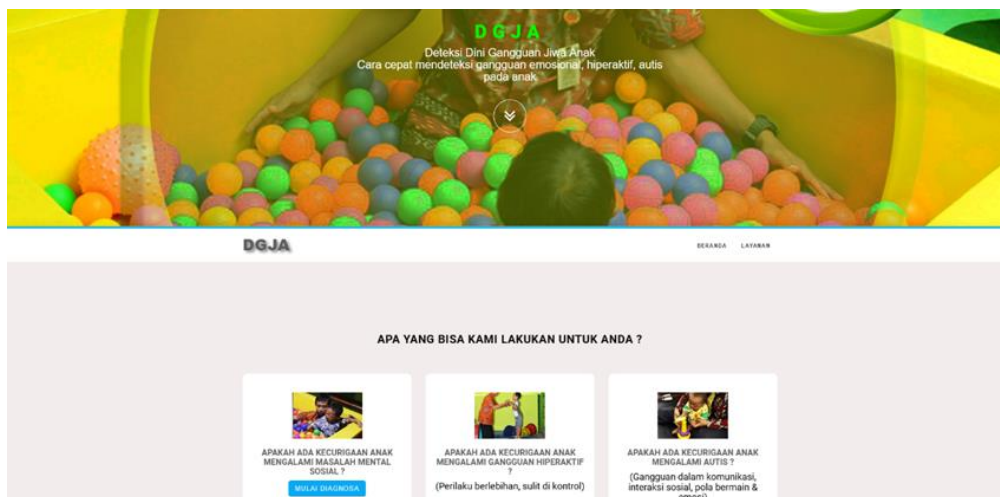 DGJA
Deteksi Dini Gangguan Jiwa Anak
Cara cepat mendeteksi gangguan emosional, hiperaktif, autis
pada anak
DGJA
BERANDA LAYANAN
APA YANG BISA KAMI LAKUKAN UNTUK ANDA ?
APAKAH ADA KECURIGAAN ANAK
MENGALAMI MASALAH MENTAL
SOSIAL ?
MULAI DIAGNOSA
APAKAH ADA KECURIGAAN ANAK
MENGALAMI GANGGUAN HIPERAKTIF
?
(Perilaku berlebihan, sulit di kontrol)
APAKAH ADA KECURIGAAN ANAK
MENGALAMI AUTIS ?
(Gangguan dalam komunikasi,
interaksi sosial, pola bermain &
emosi)